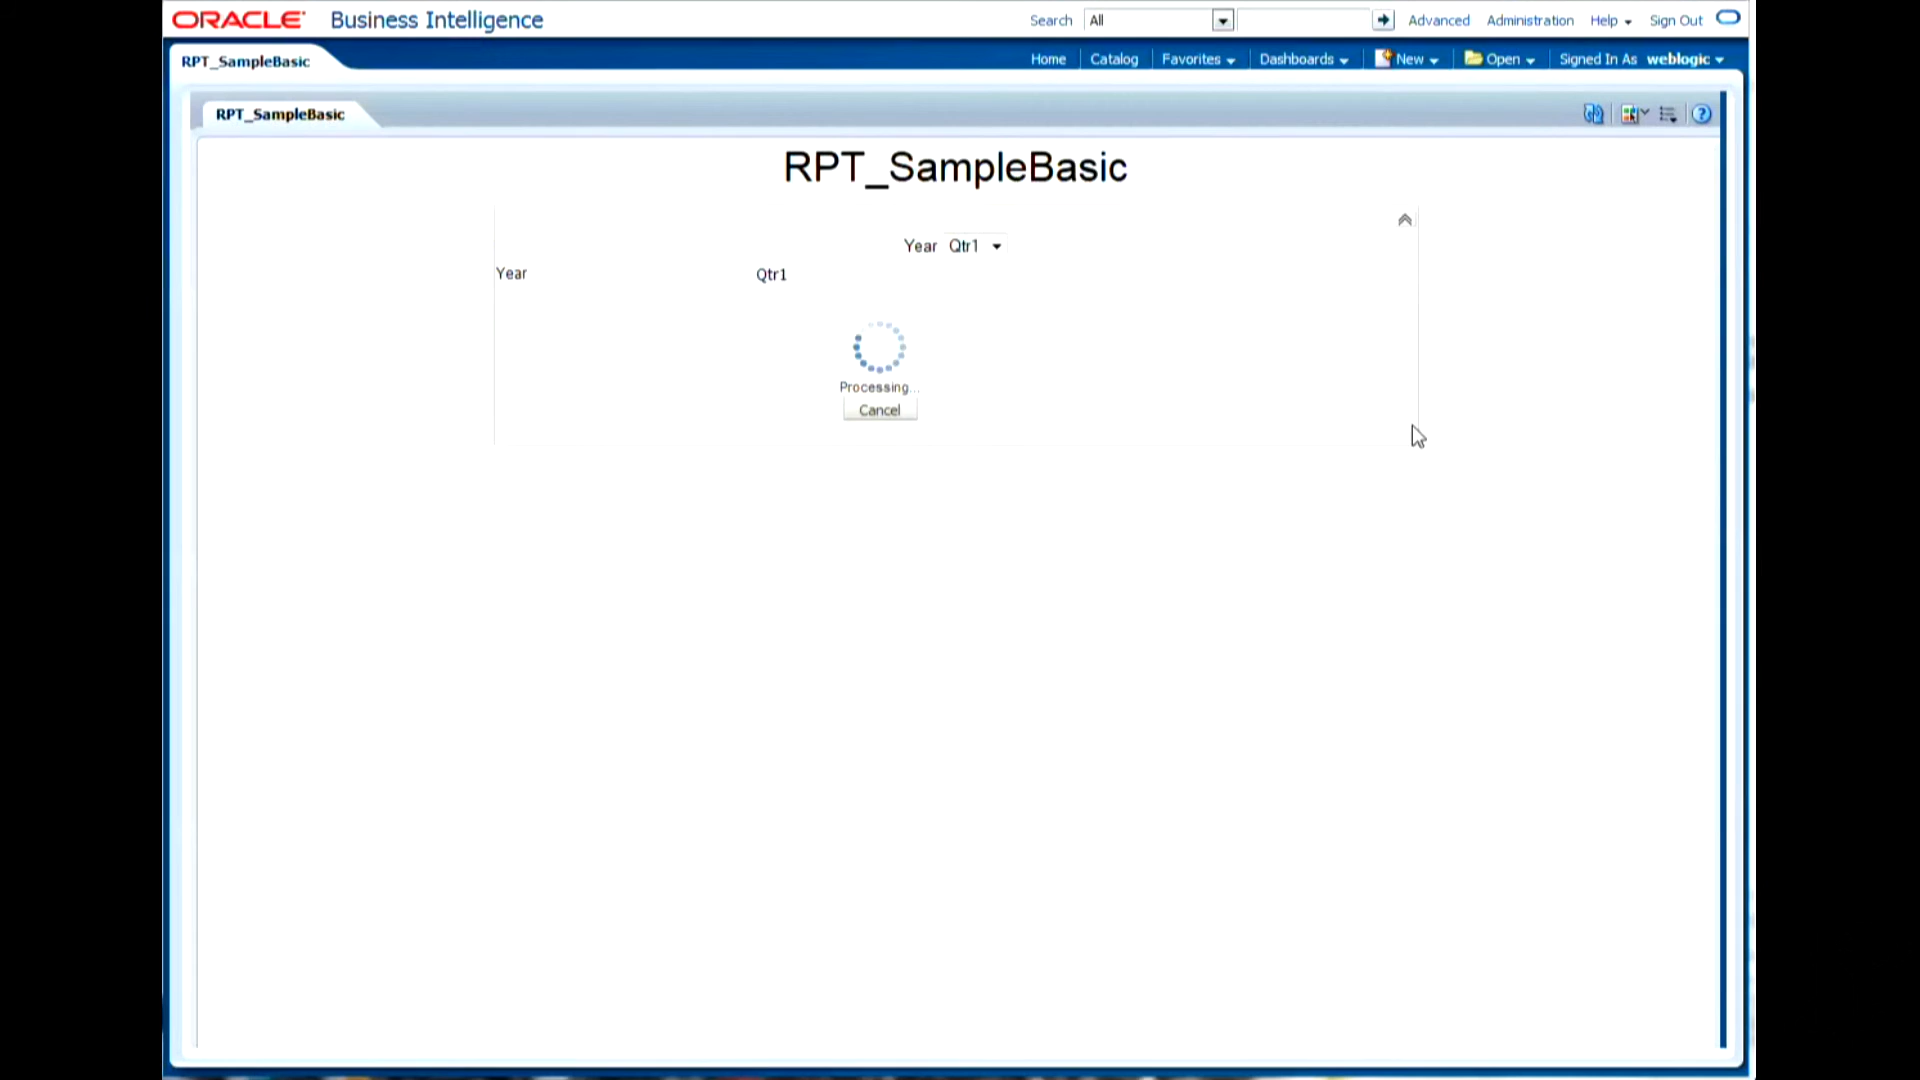 ORACLE Business Intelligence Search All Advanced Administration Help Sign Out
RPT_SampleBasic Home Catalog Favorites Dashboards New Open Signed In As weblogic
RPT_SampleBasic
RPT_SampleBasic
Year Qtr1
Year Qtr1
Processing...
Cancel